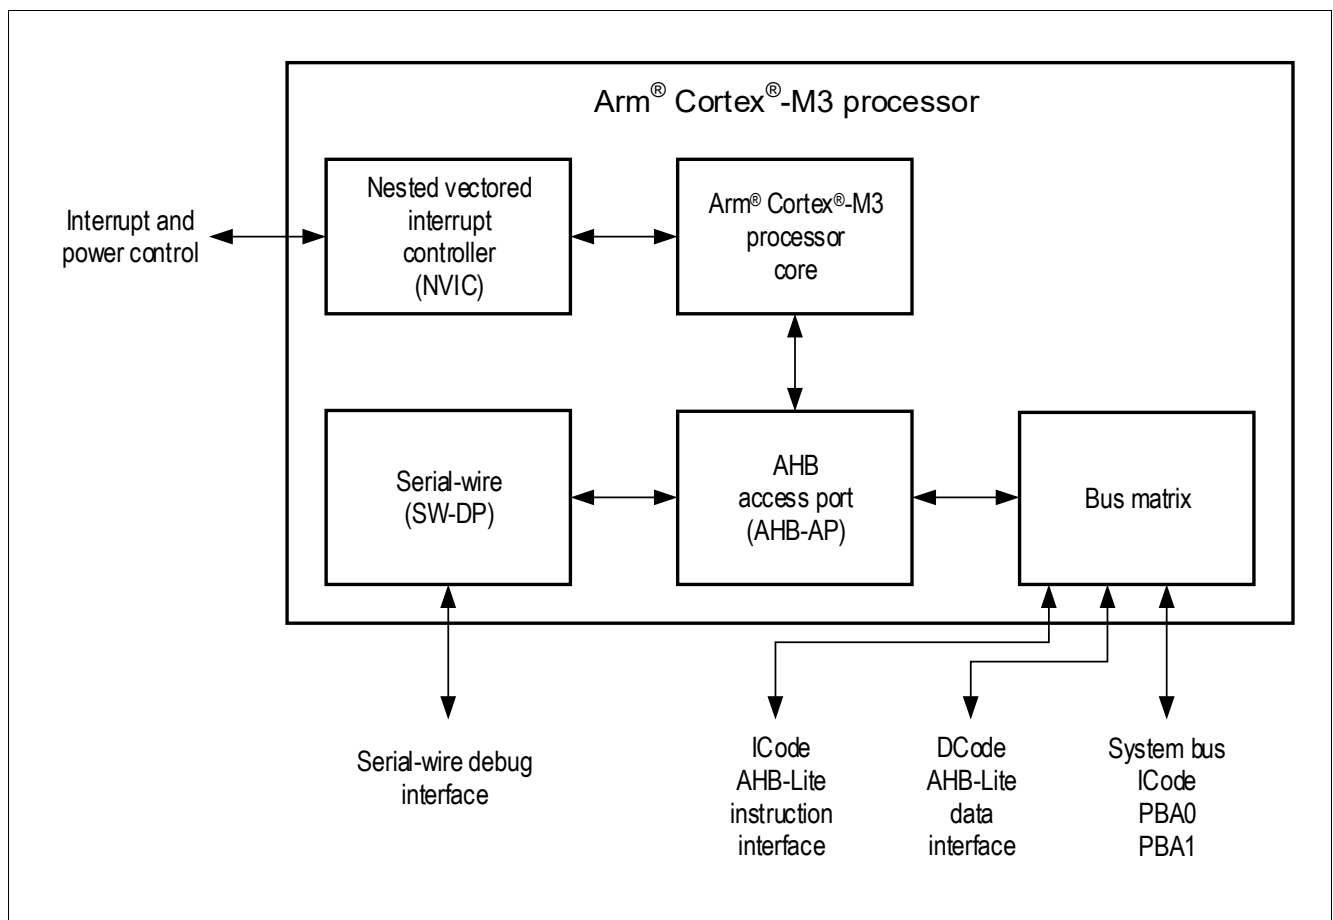 Arm® Cortex®-M3 processor
Nested vectored
interrupt
controller
(NVIC)
Arm® Cortex®-M3
processor
core
Interrupt and
power control
Serial-wire
(SW-DP)
AHB
access port
(AHB-AP)
Bus matrix
Serial-wire debug
interface
ICode
AHB-Lite
instruction
interface
DCode
AHB-Lite
data
interface
System bus
ICode
PBA0
PBA1